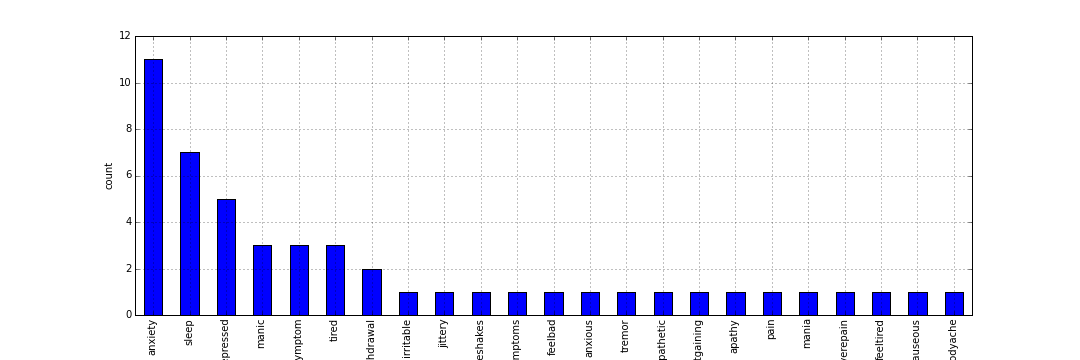 12
10
8
6
4
2
0
count
anxiety
sleep
pressed
manic
ymptom
tired
hdrawal
irritable
jittery
eshakes
mptoms
feelbad
anxious
tremor
pathetic
tgaining
apathy
pain
mania
verepain
feeltired
auseous
odyache